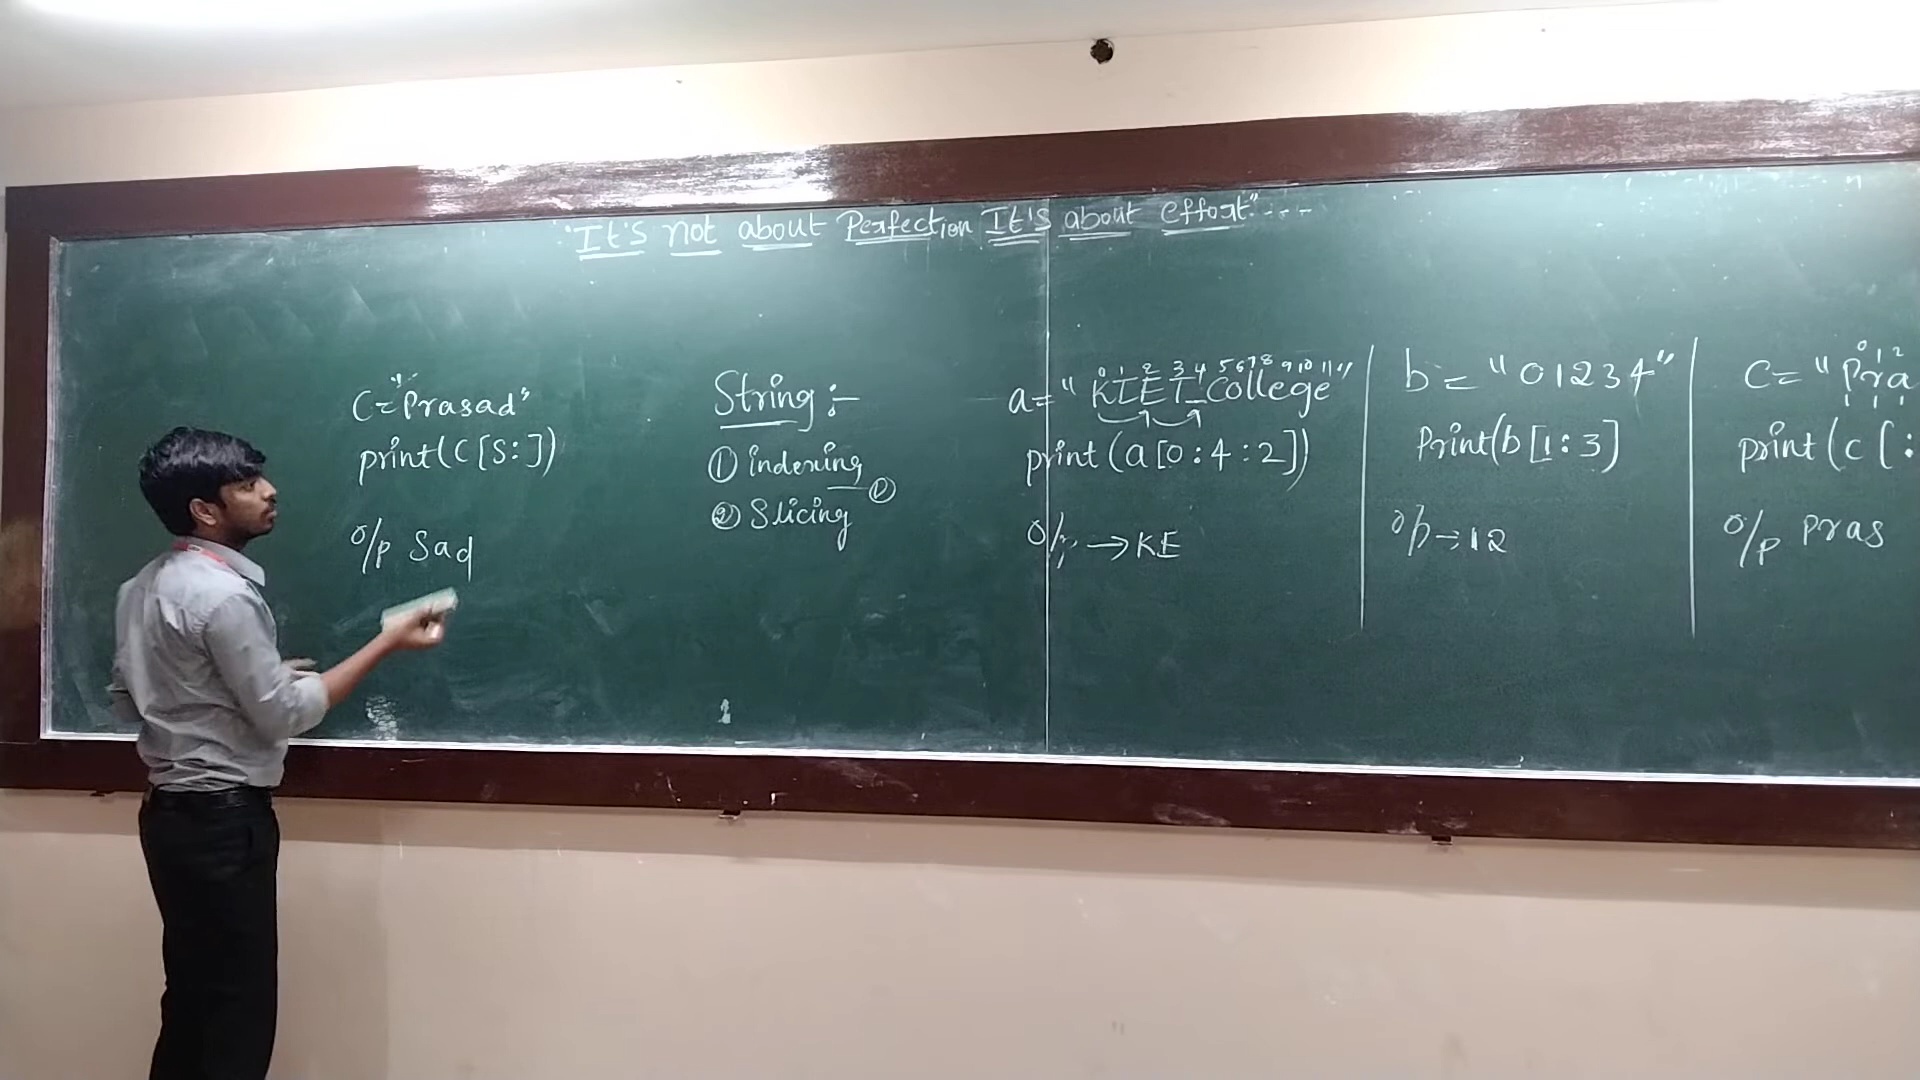 "It's not about Perfection It's about effort"----
C="Prasad"
print(C[S:])
O/p Sad
String :-
① indexing
② Slicing
①
0 1 2 3 4 5 6 7 8 9 10 11
a= "KIET_College"
print (a[0:4:2])
O/p → KE
b = "01234"
Print(b[1:3]
O/p → 12
0 1 2
C= "Pra
print (c [:
O/p Pras